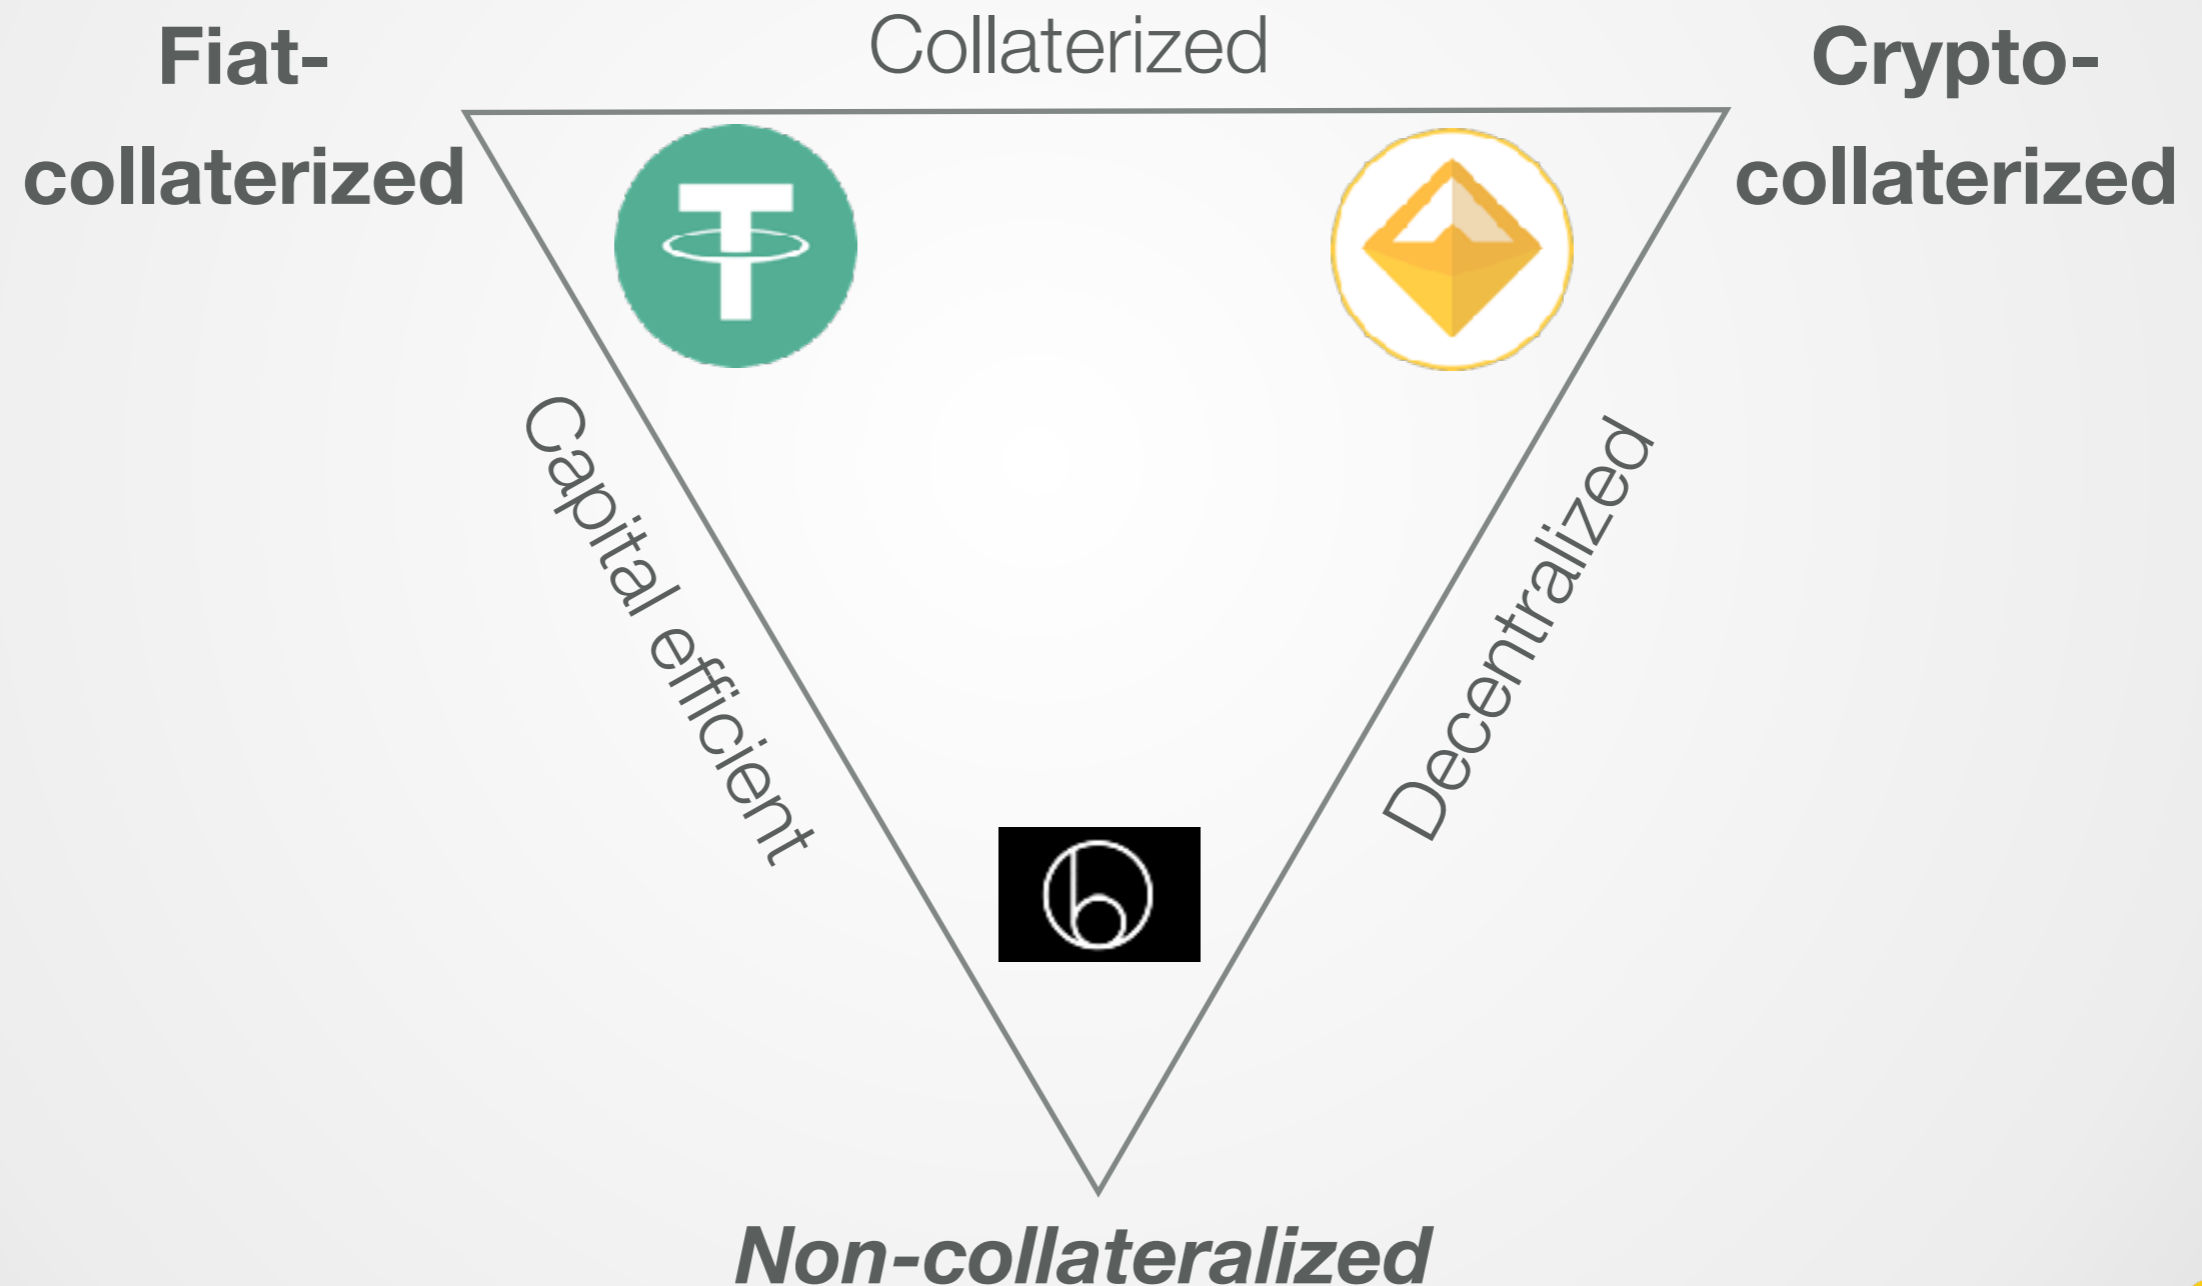 Fiat-
collaterized
Collaterized
Crypto-
collaterized
Capital efficient
Decentralized
Non-collateralized